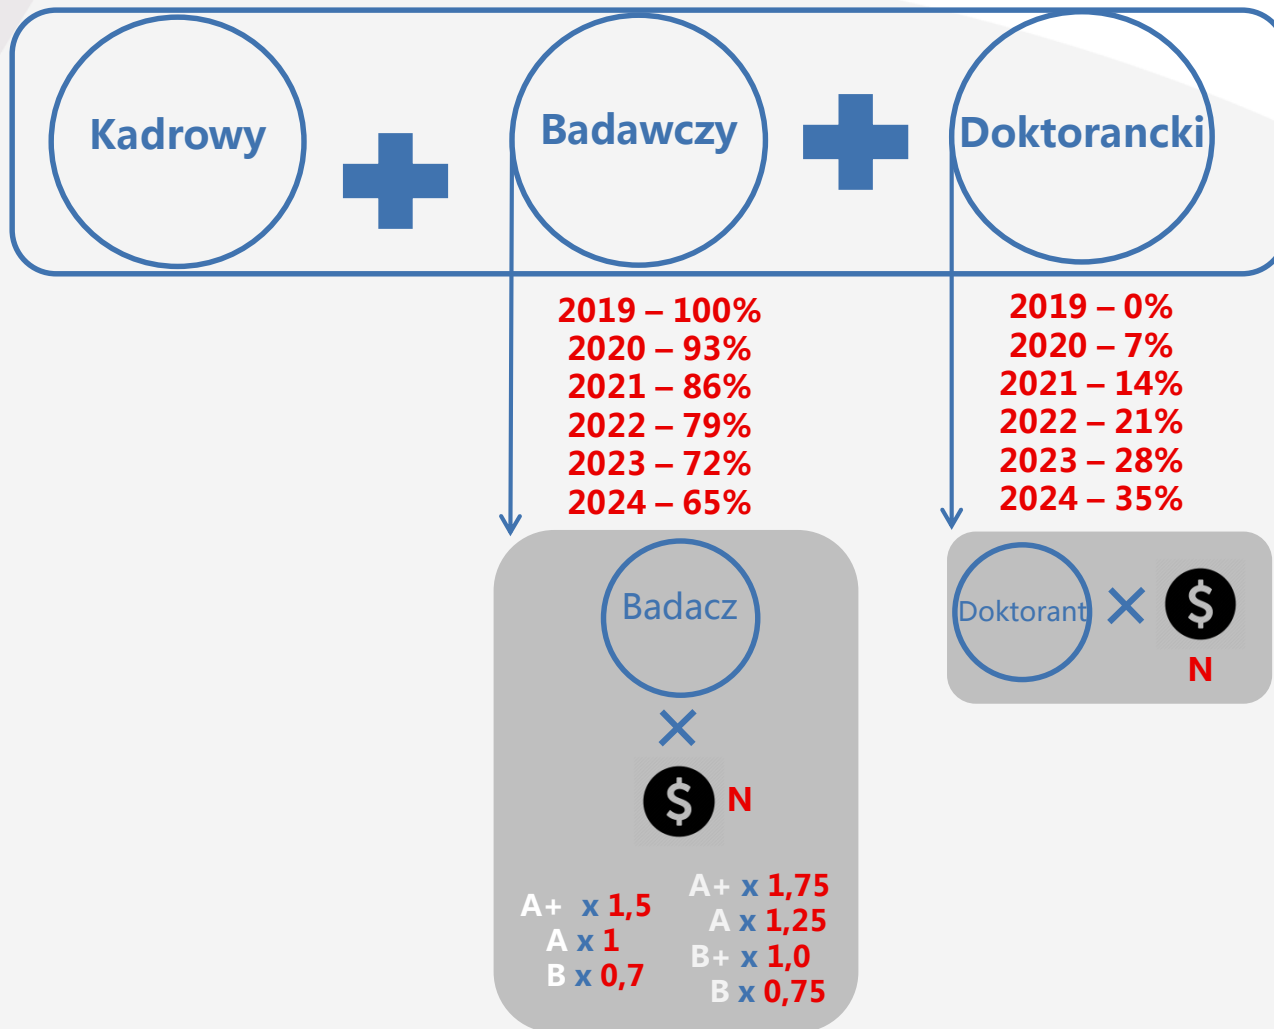 Kadrowy
Badawczy
Doktorancki
2019 – 100%
2020 – 93%
2021 – 86%
2022 – 79%
2023 – 72%
2024 – 65%
2019 – 0%
2020 – 7%
2021 – 14%
2022 – 21%
2023 – 28%
2024 – 35%
Badacz
$ N
A+ x 1,5
A x 1
B x 0,7
A+ x 1,75
A x 1,25
B+ x 1,0
B x 0,75
Doktorant
$
N